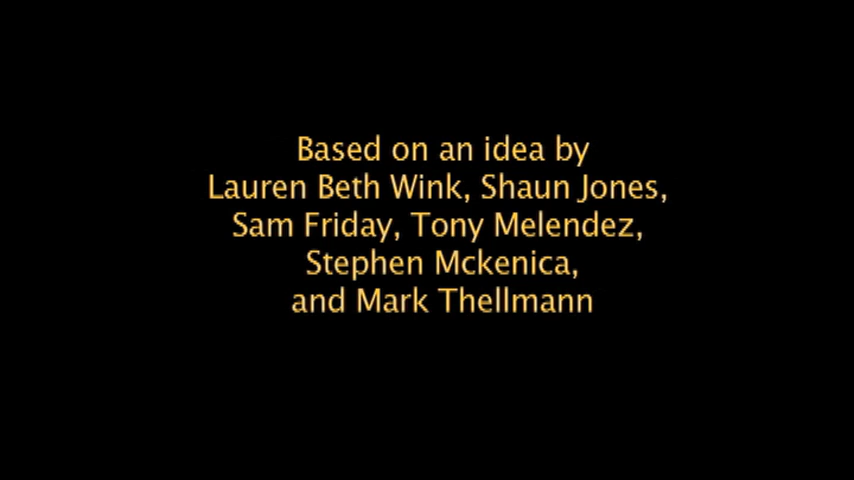 Based on an idea by
Lauren Beth Wink, Shaun Jones,
Sam Friday, Tony Melendez,
Stephen Mckenica,
and Mark Thellmann